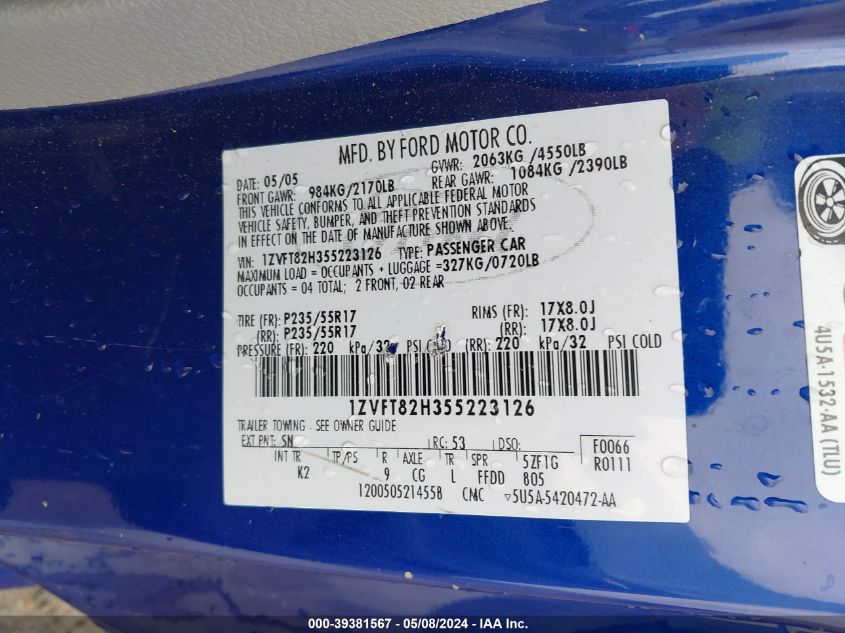 MFD. BY FORD MOTOR CO.
DATE: 05/05 GVWR: 2063KG /4550LB
FRONT GAWR: 984KG/2170LB REAR GAWR: 1084KG /2390LB
THIS VEHICLE CONFORMS TO ALL APPLICABLE FEDERAL MOTOR
VEHICLE SAFETY, BUMPER, AND THEFT PREVENTION STANDARDS
IN EFFECT ON THE DATE OF MANUFACTURE SHOWN ABOVE.
VIN: 1ZVFT82H355223126 TYPE: PASSENGER CAR
MAXIMUM LOAD = OCCUPANTS + LUGGAGE =327KG/0720LB
OCCUPANTS = 04 TOTAL; 2 FRONT, 02 REAR
TIRE (FR): P235/55R17 RIMS (FR): 17X8.0J
(RR): P235/55R17 (RR): 17X8.0J
PRESSURE (FR): 220 kPa/32 PSI COLD (RR): 220 kPa/32 PSI COLD
1ZVFT82H355223126
TRAILER TOWING - SEE OWNER GUIDE
EXT PNT: SN RC: 53 DSO: F0066
INT TR TP/PS R AXLE TR SPR 5ZF1G R0111
K2 9 CG L FFDD 805
1200505214558 CMC ▽5U5A-5420472-AA
4U5A-1532-AA (TLU)
000-39381567 - 05/08/2024 - IAA Inc.